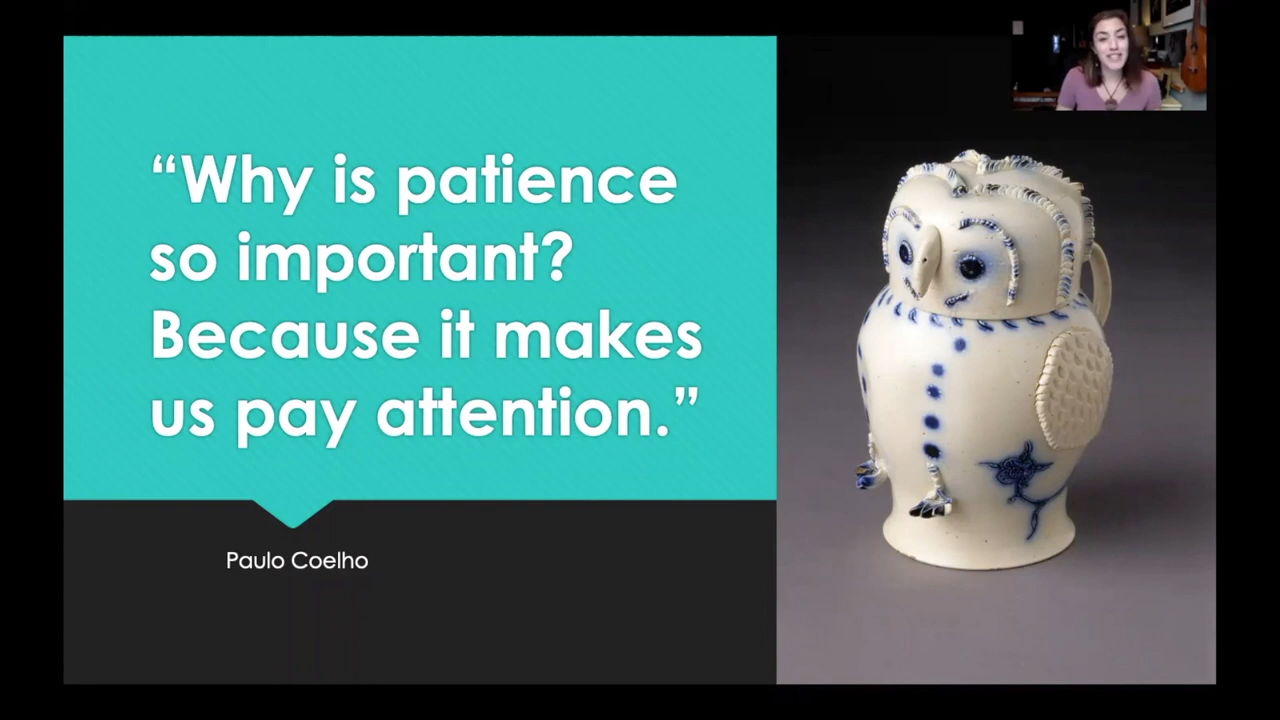 “Why is patience
so important?
Because it makes
us pay attention.”
Paulo Coelho